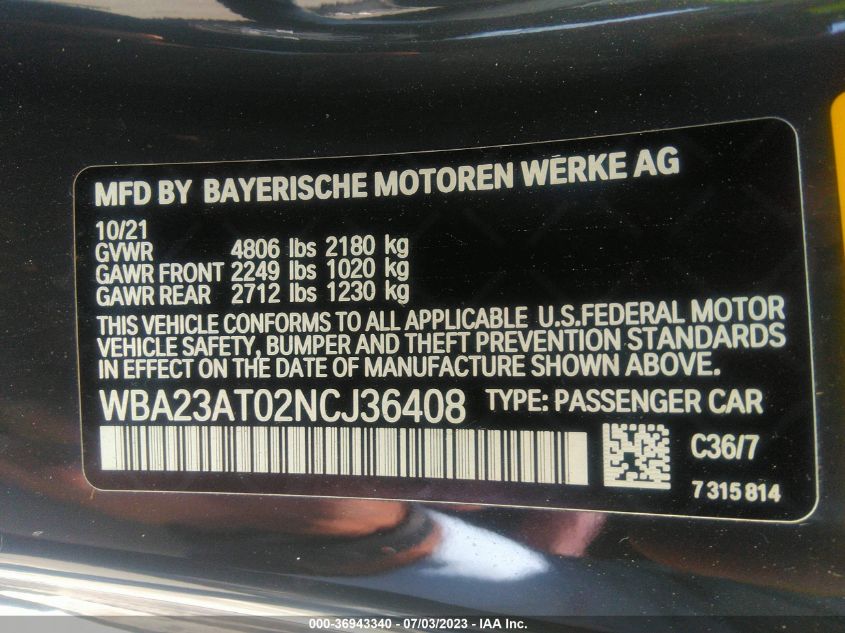 MFD BY BAYERISCHE MOTOREN WERKE AG
10/21
GVWR 4806 lbs 2180 kg
GAWR FRONT 2249 lbs 1020 kg
GAWR REAR 2712 lbs 1230 kg
THIS VEHICLE CONFORMS TO ALL APPLICABLE U.S.FEDERAL MOTOR
VEHICLE SAFETY, BUMPER AND THEFT PREVENTION STANDARDS
IN EFFECT ON THE DATE OF MANUFACTURE SHOWN ABOVE.
WBA23AT02NCJ36408 TYPE: PASSENGER CAR
C36/7
7 315 814
000-36943340 - 07/03/2023 - IAA Inc.